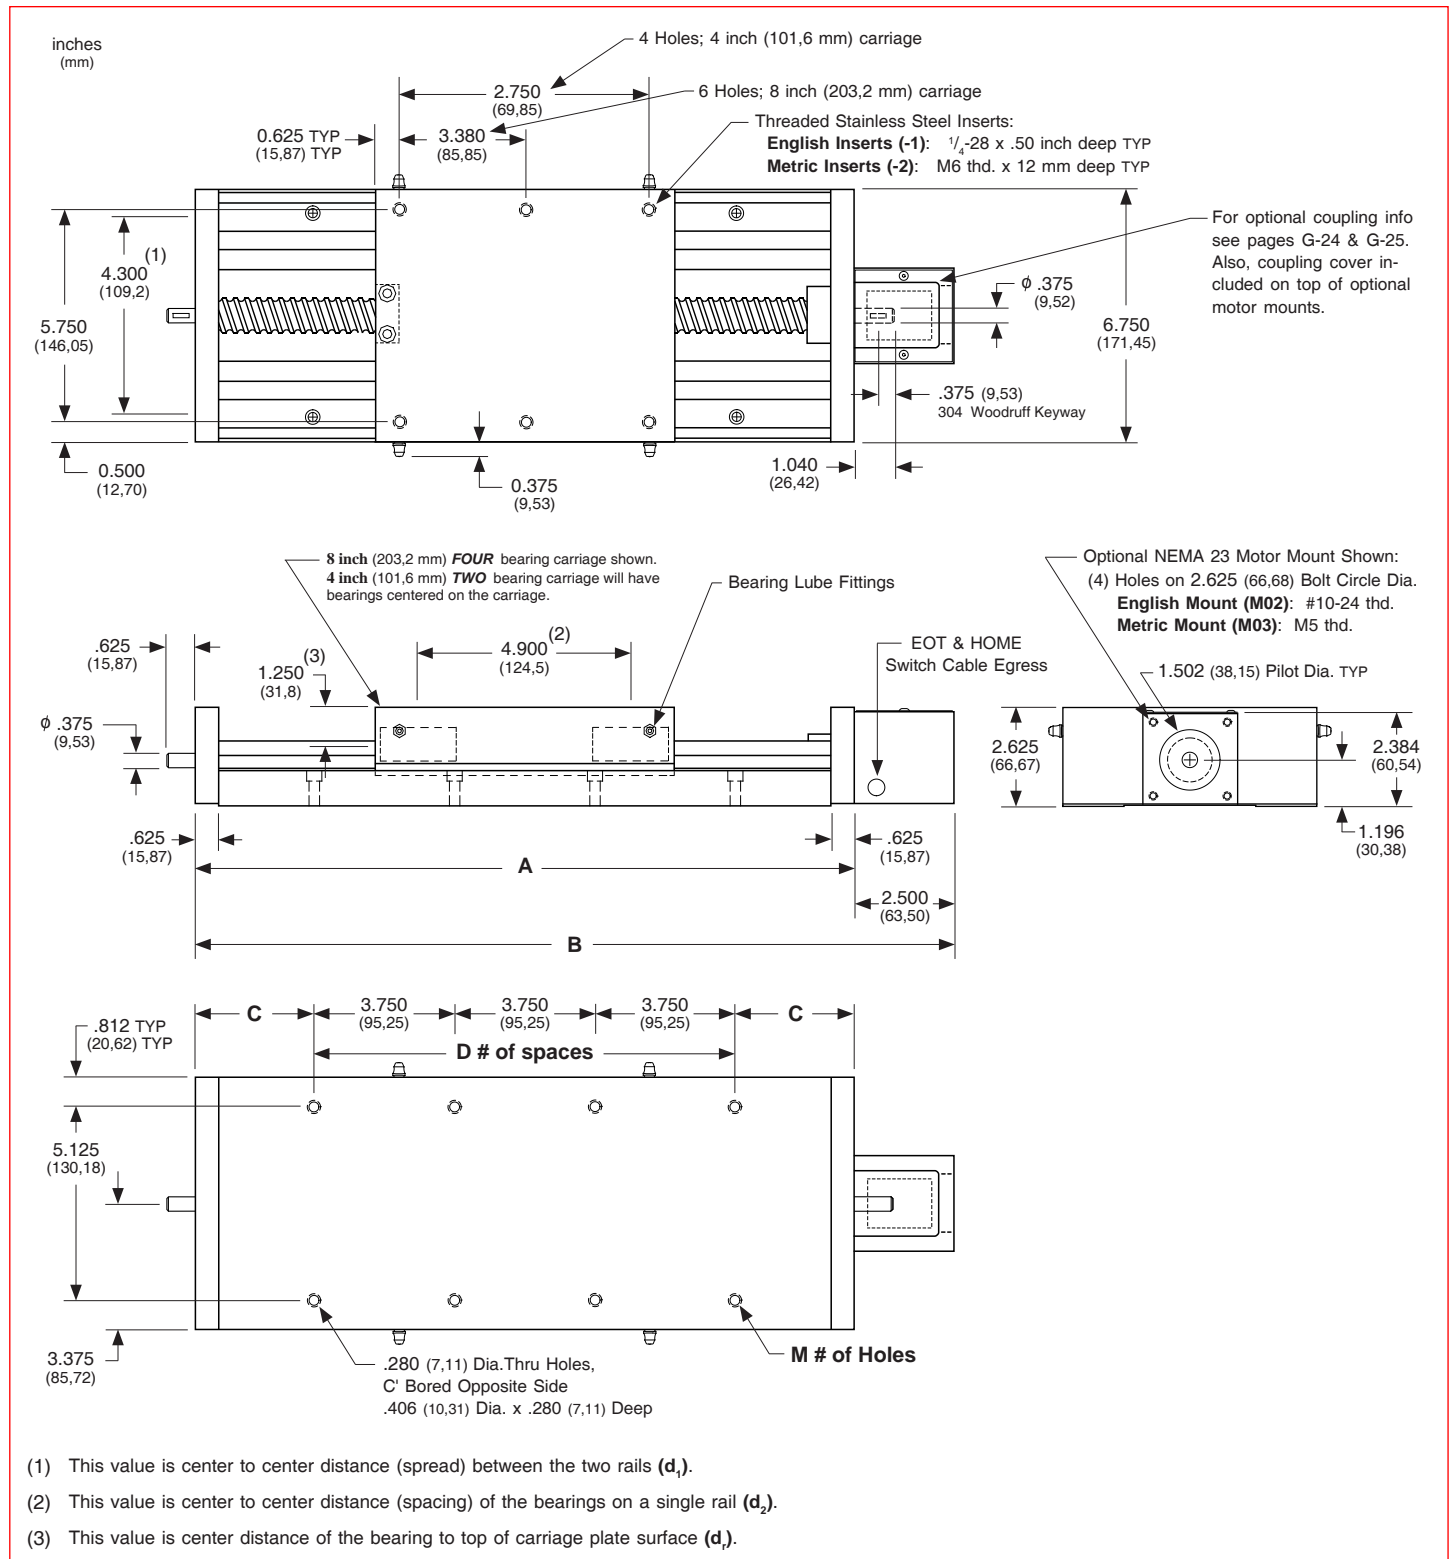 inches
(mm)
4 Holes; 4 inch (101,6 mm) carriage
2.750
(69,85)
6 Holes; 8 inch (203,2 mm) carriage
0.625 TYP
(15,87) TYP
3.380
(85,85)
Threaded Stainless Steel Inserts:
English Inserts (-1): 1/4-28 x .50 inch deep TYP
Metric Inserts (-2): M6 thd. x 12 mm deep TYP
For optional coupling info
see pages G-24 & G-25.
Also, coupling cover in-
cluded on top of optional
motor mounts.
(1)
4.300
(109,2)
5.750
(146,05)
ϕ .375
(9,52)
6.750
(171,45)
.375 (9,53)
304 Woodruff Keyway
0.500
(12,70)
0.375
(9,53)
1.040
(26,42)
8 inch (203,2 mm) FOUR bearing carriage shown.
4 inch (101,6 mm) TWO bearing carriage will have
bearings centered on the carriage.
Bearing Lube Fittings
Optional NEMA 23 Motor Mount Shown:
(4) Holes on 2.625 (66,68) Bolt Circle Dia.
English Mount (M02): #10-24 thd.
Metric Mount (M03): M5 thd.
.625
(15,87)
(3)
1.250
(31,8)
(2)
4.900
(124,5)
EOT & HOME
Switch Cable Egress
1.502 (38,15) Pilot Dia. TYP
ϕ .375
(9,53)
2.625
(66,67)
2.384
(60,54)
1.196
(30,38)
.625
(15,87)
A
.625
(15,87)
2.500
(63,50)
B
C
3.750
(95,25)
3.750
(95,25)
3.750
(95,25)
C
.812 TYP
(20,62) TYP
D # of spaces
5.125
(130,18)
3.375
(85,72)
.280 (7,11) Dia.Thru Holes,
C' Bored Opposite Side
.406 (10,31) Dia. x .280 (7,11) Deep
M # of Holes
(1) This value is center to center distance (spread) between the two rails (d1).
(2) This value is center to center distance (spacing) of the bearings on a single rail (d2).
(3) This value is center distance of the bearing to top of carriage plate surface (dr).